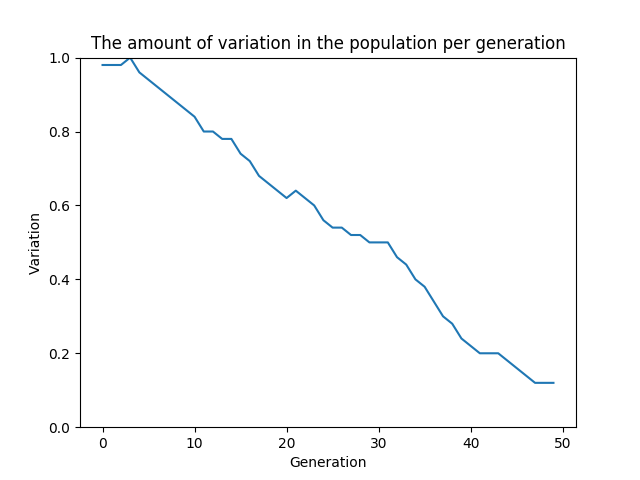 The amount of variation in the population per generation
1.0
0.8
0.6
0.4
0.2
0.0
Variation
0 10 20 30 40 50
Generation